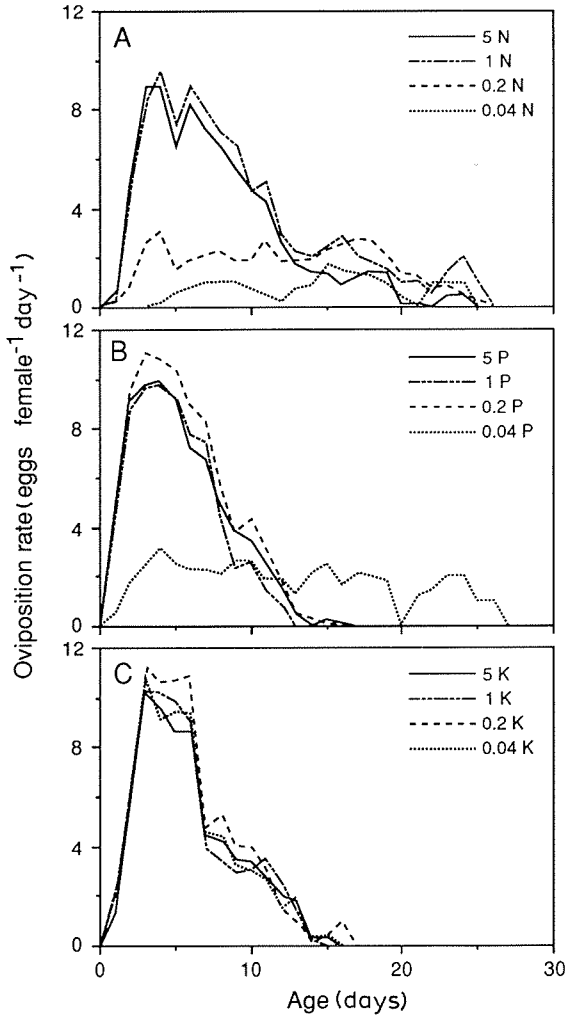 Oviposition rate (eggs female⁻¹ day⁻¹)
12
A
5 N
1 N
0.2 N
0.04 N
8
4
0
12
B
5 P
1 P
0.2 P
0.04 P
8
4
0
12
C
5 K
1 K
0.2 K
0.04 K
8
4
0
0 10 20 30
Age (days)